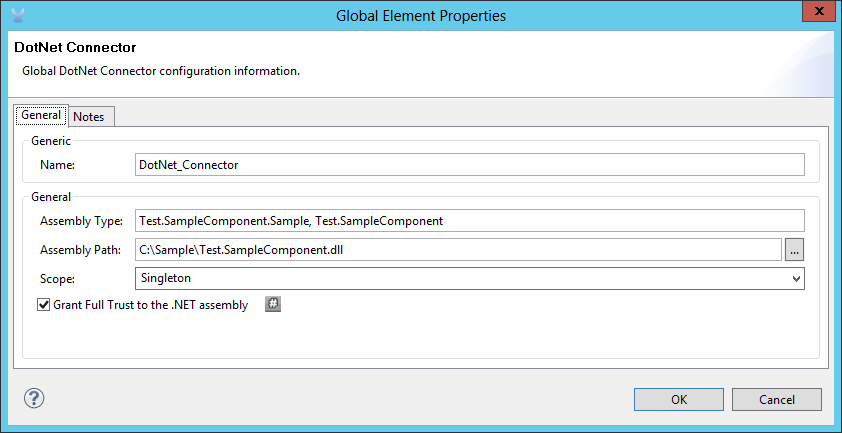 Global Element Properties
x
DotNet Connector
Global DotNet Connector configuration information.
General Notes
Generic
Name: DotNet_Connector
General
Assembly Type: Test.SampleComponent.Sample, Test.SampleComponent
Assembly Path: C:\Sample\Test.SampleComponent.dll ...
Scope: Singleton
Grant Full Trust to the .NET assembly #
? OK Cancel